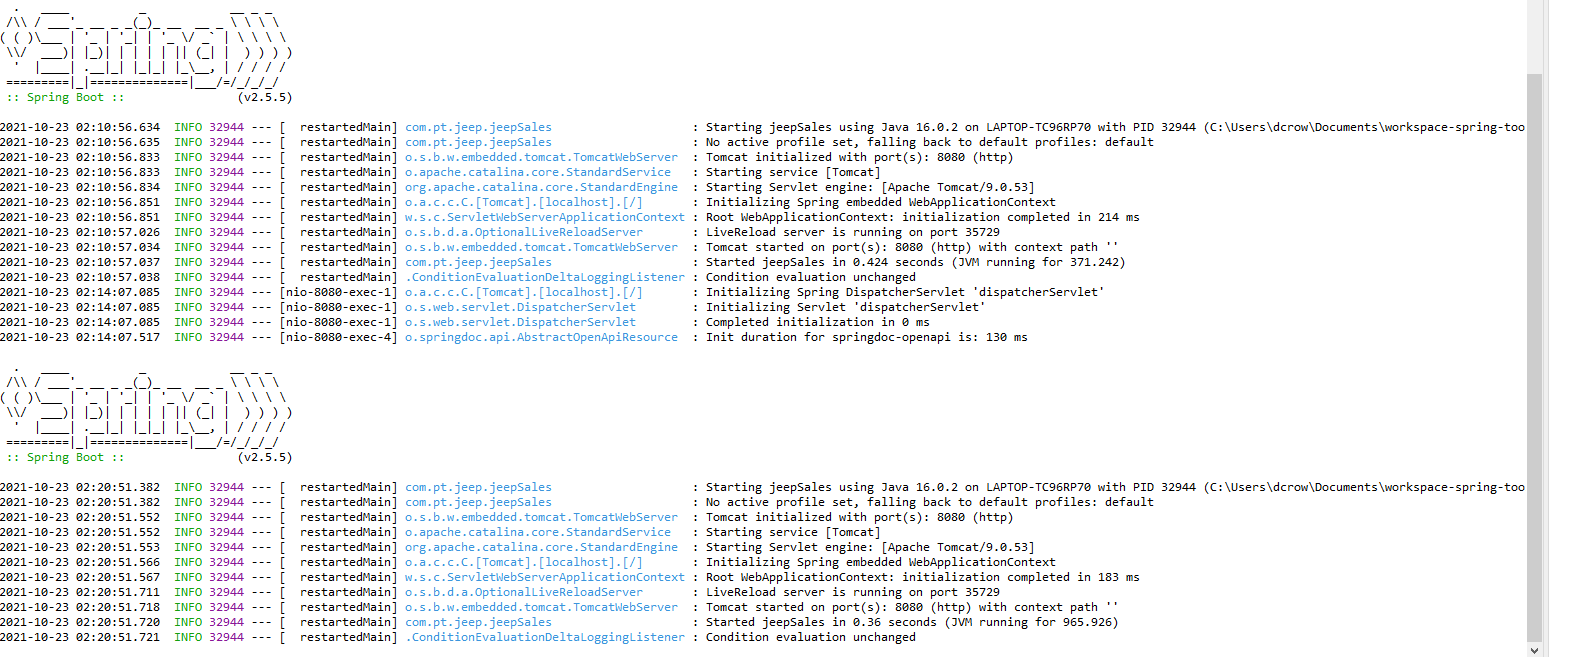 .   ____          _            __ _ _
 /\\ / ___'_ __ _ _(_)_ __  __ _ \ \ \ \
( ( )\___ | '_ | '_| | '_ \/ _` | \ \ \ \
 \\/  ___)| |_)| | | | | || (_| |  ) ) ) )
  '  |____| .__|_| |_|_| |_\__, | / / / /
 =========|_|==============|___/=/_/_/_/
 :: Spring Boot ::                (v2.5.5)
2021-10-23 02:10:56.634  INFO 32944 --- [  restartedMain] com.pt.jeep.jeepSales                    : Starting jeepSales using Java 16.0.2 on LAPTOP-TC96RP70 with PID 32944 (C:\Users\dcrow\Documents\workspace-spring-too
2021-10-23 02:10:56.635  INFO 32944 --- [  restartedMain] com.pt.jeep.jeepSales                    : No active profile set, falling back to default profiles: default
2021-10-23 02:10:56.833  INFO 32944 --- [  restartedMain] o.s.b.w.embedded.tomcat.TomcatWebServer  : Tomcat initialized with port(s): 8080 (http)
2021-10-23 02:10:56.833  INFO 32944 --- [  restartedMain] o.apache.catalina.core.StandardService   : Starting service [Tomcat]
2021-10-23 02:10:56.834  INFO 32944 --- [  restartedMain] org.apache.catalina.core.StandardEngine  : Starting Servlet engine: [Apache Tomcat/9.0.53]
2021-10-23 02:10:56.851  INFO 32944 --- [  restartedMain] o.a.c.c.C.[Tomcat].[localhost].[/]       : Initializing Spring embedded WebApplicationContext
2021-10-23 02:10:56.851  INFO 32944 --- [  restartedMain] w.s.c.ServletWebServerApplicationContext : Root WebApplicationContext: initialization completed in 214 ms
2021-10-23 02:10:57.026  INFO 32944 --- [  restartedMain] o.s.b.d.a.OptionalLiveReloadServer       : LiveReload server is running on port 35729
2021-10-23 02:10:57.034  INFO 32944 --- [  restartedMain] o.s.b.w.embedded.tomcat.TomcatWebServer  : Tomcat started on port(s): 8080 (http) with context path ''
2021-10-23 02:10:57.037  INFO 32944 --- [  restartedMain] com.pt.jeep.jeepSales                    : Started jeepSales in 0.424 seconds (JVM running for 371.242)
2021-10-23 02:10:57.038  INFO 32944 --- [  restartedMain] .ConditionEvaluationDeltaLoggingListener : Condition evaluation unchanged
2021-10-23 02:14:07.085  INFO 32944 --- [nio-8080-exec-1] o.a.c.c.C.[Tomcat].[localhost].[/]       : Initializing Spring DispatcherServlet 'dispatcherServlet'
2021-10-23 02:14:07.085  INFO 32944 --- [nio-8080-exec-1] o.s.web.servlet.DispatcherServlet        : Initializing Servlet 'dispatcherServlet'
2021-10-23 02:14:07.085  INFO 32944 --- [nio-8080-exec-1] o.s.web.servlet.DispatcherServlet        : Completed initialization in 0 ms
2021-10-23 02:14:07.517  INFO 32944 --- [nio-8080-exec-4] o.springdoc.api.AbstractOpenApiResource  : Init duration for springdoc-openapi is: 130 ms
  .   ____          _            __ _ _
 /\\ / ___'_ __ _ _(_)_ __  __ _ \ \ \ \
( ( )\___ | '_ | '_| | '_ \/ _` | \ \ \ \
 \\/  ___)| |_)| | | | | || (_| |  ) ) ) )
  '  |____| .__|_| |_|_| |_\__, | / / / /
 =========|_|==============|___/=/_/_/_/
 :: Spring Boot ::                (v2.5.5)
2021-10-23 02:20:51.382  INFO 32944 --- [  restartedMain] com.pt.jeep.jeepSales                    : Starting jeepSales using Java 16.0.2 on LAPTOP-TC96RP70 with PID 32944 (C:\Users\dcrow\Documents\workspace-spring-too
2021-10-23 02:20:51.382  INFO 32944 --- [  restartedMain] com.pt.jeep.jeepSales                    : No active profile set, falling back to default profiles: default
2021-10-23 02:20:51.552  INFO 32944 --- [  restartedMain] o.s.b.w.embedded.tomcat.TomcatWebServer  : Tomcat initialized with port(s): 8080 (http)
2021-10-23 02:20:51.552  INFO 32944 --- [  restartedMain] o.apache.catalina.core.StandardService   : Starting service [Tomcat]
2021-10-23 02:20:51.553  INFO 32944 --- [  restartedMain] org.apache.catalina.core.StandardEngine  : Starting Servlet engine: [Apache Tomcat/9.0.53]
2021-10-23 02:20:51.566  INFO 32944 --- [  restartedMain] o.a.c.c.C.[Tomcat].[localhost].[/]       : Initializing Spring embedded WebApplicationContext
2021-10-23 02:20:51.567  INFO 32944 --- [  restartedMain] w.s.c.ServletWebServerApplicationContext : Root WebApplicationContext: initialization completed in 183 ms
2021-10-23 02:20:51.711  INFO 32944 --- [  restartedMain] o.s.b.d.a.OptionalLiveReloadServer       : LiveReload server is running on port 35729
2021-10-23 02:20:51.718  INFO 32944 --- [  restartedMain] o.s.b.w.embedded.tomcat.TomcatWebServer  : Tomcat started on port(s): 8080 (http) with context path ''
2021-10-23 02:20:51.720  INFO 32944 --- [  restartedMain] com.pt.jeep.jeepSales                    : Started jeepSales in 0.36 seconds (JVM running for 965.926)
2021-10-23 02:20:51.721  INFO 32944 --- [  restartedMain] .ConditionEvaluationDeltaLoggingListener : Condition evaluation unchanged